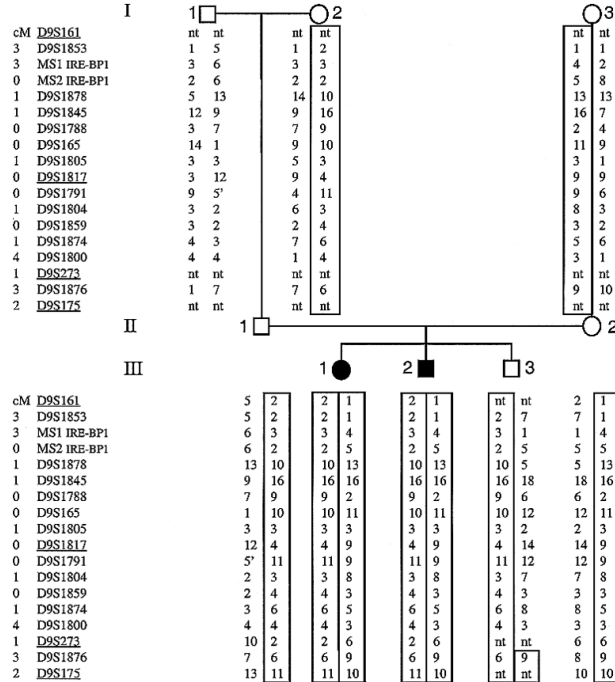 I 1 2 3
cM D9S161 nt nt nt nt nt nt
3 D9S1853 1 5 1 2 1 1
3 MS1 IRE-BP1 3 6 3 3 4 2
0 MS2 IRE-BP1 2 6 2 2 5 8
1 D9S1878 5 13 14 10 13 13
1 D9S1845 12 9 9 16 16 7
0 D9S1788 3 7 7 9 2 4
0 D9S165 14 1 9 10 11 9
1 D9S1805 3 3 5 3 3 1
0 D9S1817 3 12 9 4 9 9
0 D9S1791 9 5' 4 11 9 6
1 D9S1804 3 2 6 3 8 3
0 D9S1859 3 2 2 4 3 2
1 D9S1874 4 3 7 6 5 6
4 D9S1800 4 4 1 4 3 1
1 D9S273 nt nt nt nt nt nt
3 D9S1876 1 7 7 6 9 10
2 D9S175 nt nt nt nt nt nt
II 1 2
III 1 2 3
cM D9S161 5 2 2 1 2 1 nt nt 2 1
3 D9S1853 5 2 2 1 2 1 2 7 7 1
3 MS1 IRE-BP1 6 3 3 4 3 4 3 1 1 4
0 MS2 IRE-BP1 6 2 2 5 2 5 2 5 5 5
1 D9S1878 13 10 10 13 10 13 10 5 5 13
1 D9S1845 9 16 16 16 16 16 16 18 18 16
0 D9S1788 7 9 9 2 9 2 9 6 6 2
0 D9S165 1 10 10 11 10 11 10 12 12 11
1 D9S1805 3 3 3 3 3 3 3 2 2 3
0 D9S1817 12 4 4 9 4 9 4 14 14 9
0 D9S1791 5' 11 11 9 11 9 11 12 12 9
1 D9S1804 2 3 3 8 3 8 3 7 7 8
0 D9S1859 2 4 4 3 4 3 4 3 3 3
1 D9S1874 3 6 6 5 6 5 6 8 8 5
4 D9S1800 4 4 4 3 4 3 4 3 3 3
1 D9S273 10 2 2 6 2 6 nt nt 6 6
3 D9S1876 7 6 6 9 6 9 6 9 8 9
2 D9S175 13 11 11 10 11 10 nt nt 10 10